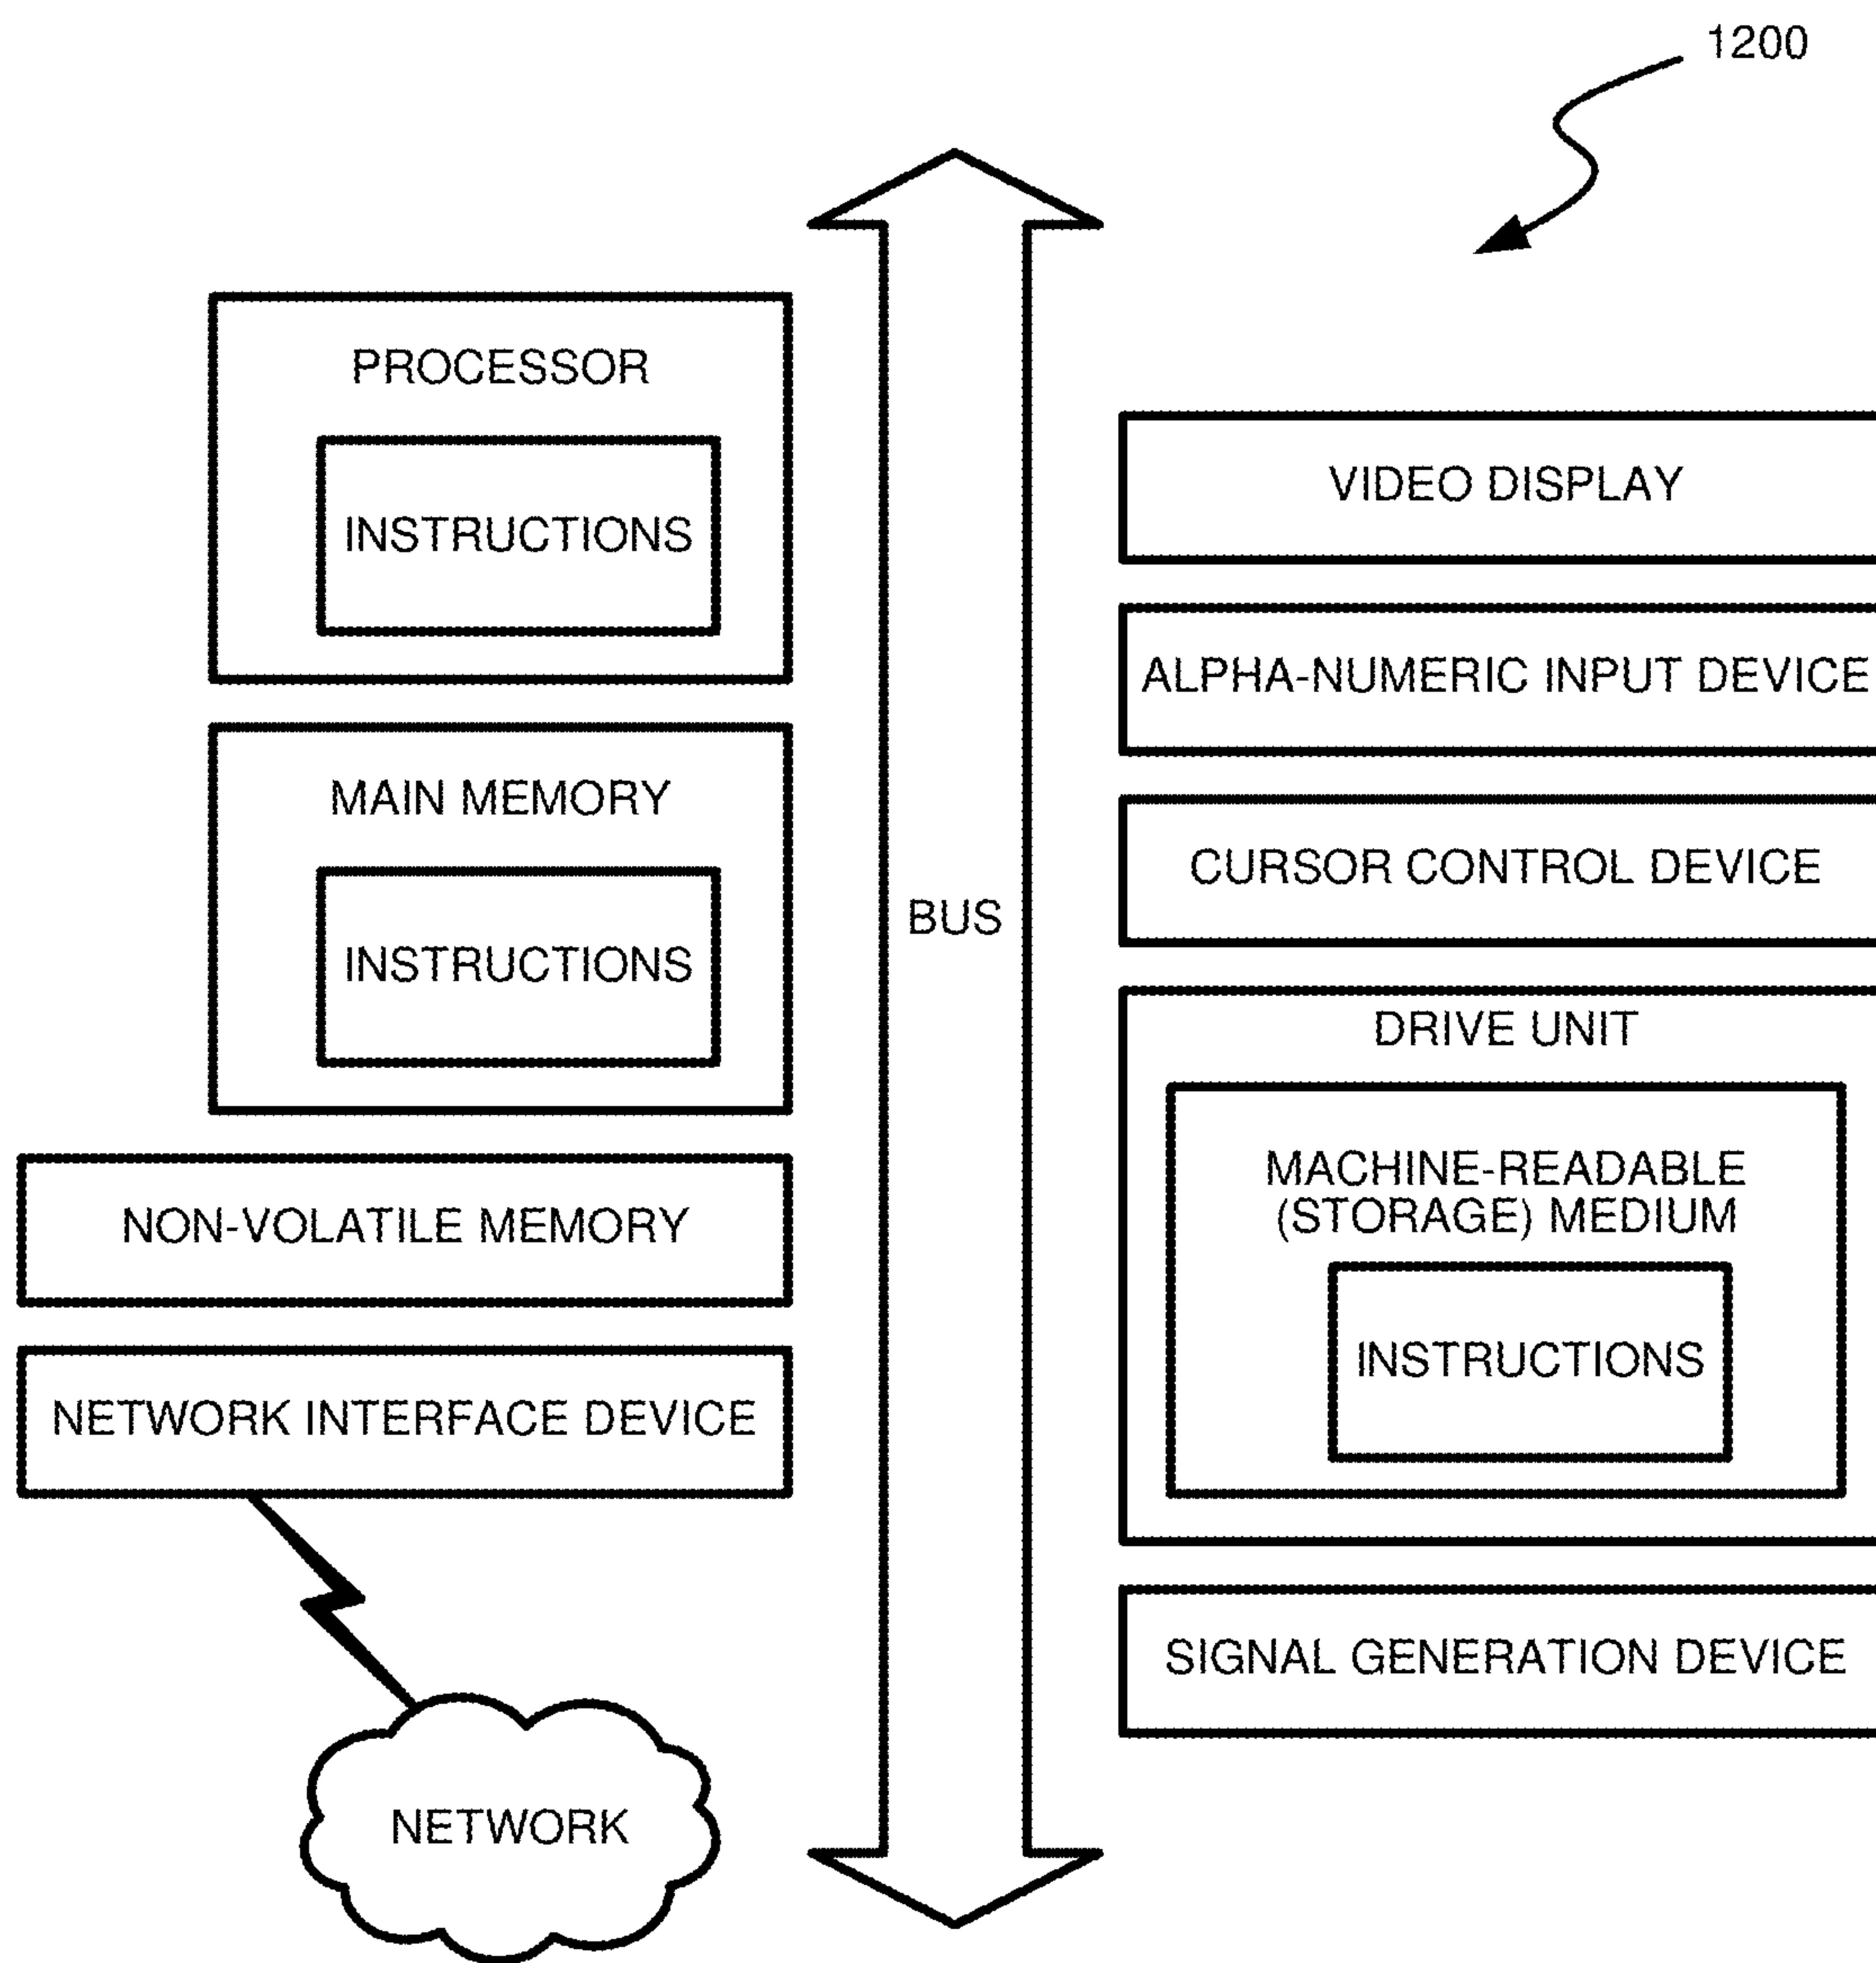 1200
PROCESSOR
INSTRUCTIONS
MAIN MEMORY
INSTRUCTIONS
NON-VOLATILE MEMORY
NETWORK INTERFACE DEVICE
NETWORK
BUS
VIDEO DISPLAY
ALPHA-NUMERIC INPUT DEVICE
CURSOR CONTROL DEVICE
DRIVE UNIT
MACHINE-READABLE
(STORAGE) MEDIUM
INSTRUCTIONS
SIGNAL GENERATION DEVICE